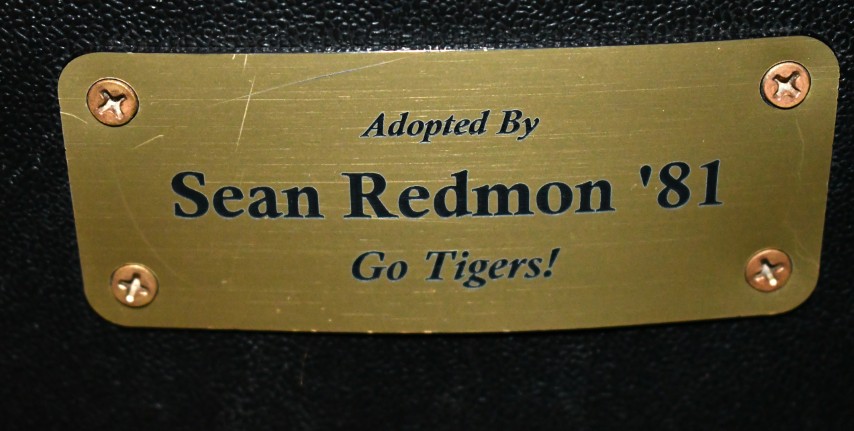 Adopted By
Sean Redmon '81
Go Tigers!